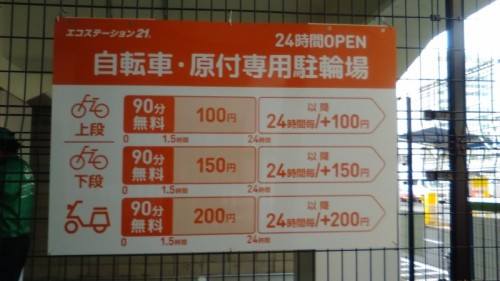 エコステーション21®
24時間OPEN
自転車・原付専用駐輪場
上段
90分無料
100円
以降
24時間毎/+100円
0 1.5時間 24時間
下段
90分無料
150円
以降
24時間毎/+150円
0 1.5時間 24時間
90分無料
200円
以降
24時間毎/+200円
0 1.5時間 24時間